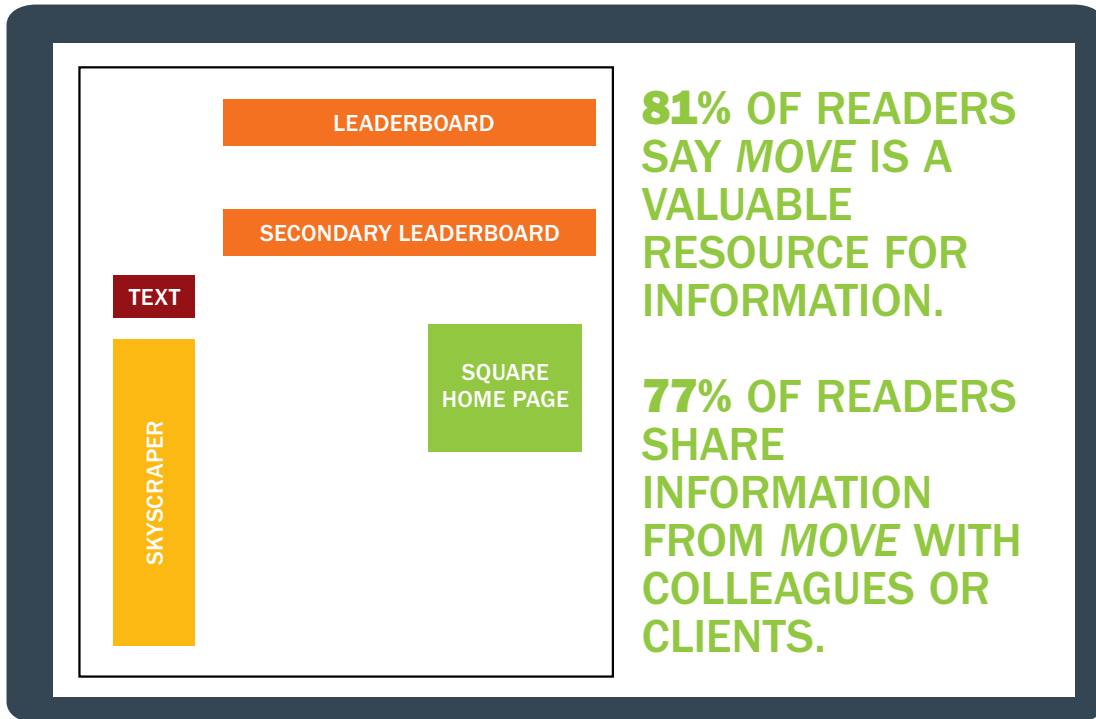 LEADERBOARD
SECONDARY LEADERBOARD
TEXT
SKYSCRAPER
SQUARE
HOME PAGE
81% OF READERS
SAY MOVE IS A
VALUABLE
RESOURCE FOR
INFORMATION.
77% OF READERS
SHARE
INFORMATION
FROM MOVE WITH
COLLEAGUES OR
CLIENTS.